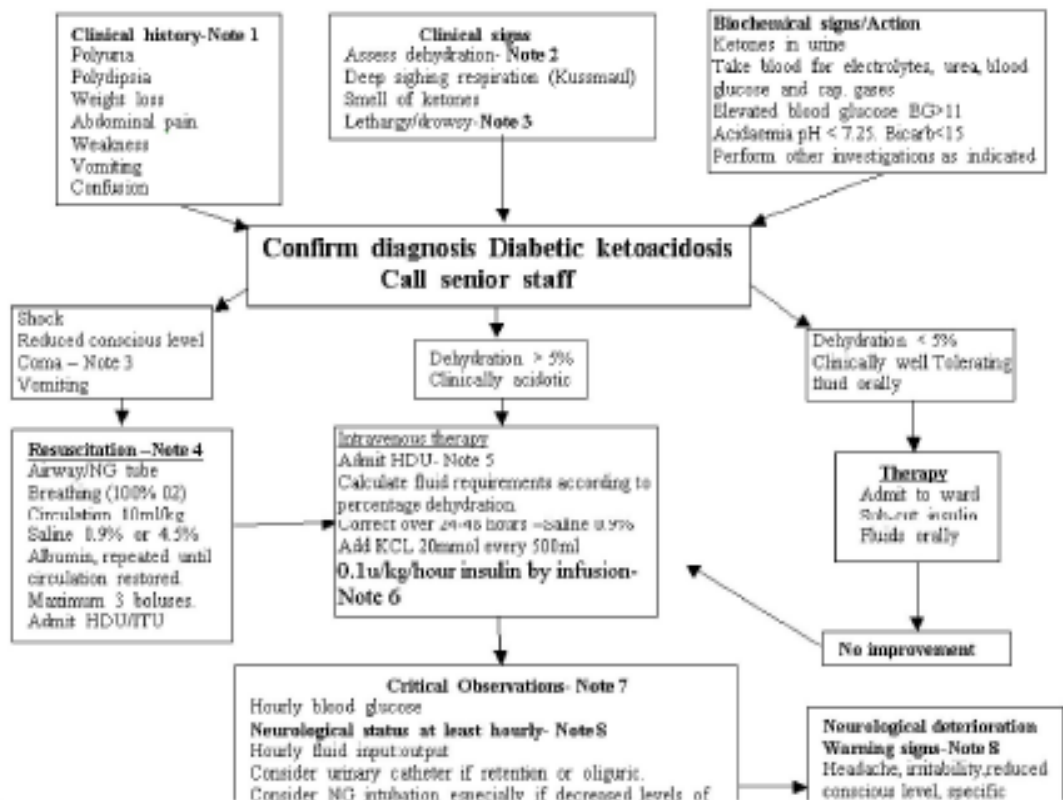 Clinical history-Note 1
Polyuria
Polydipsia
Weight loss
Abdominal pain
Weakness
Vomiting
Confusion
Clinical signs
Assess dehydration- Note 2
Deep sighing respiration (Kussmaul)
Smell of ketones
Lethargy/drowsy-Note 3
Biochemical signs/Action
Ketones in urine
Take blood for electrolytes, urea, blood
glucose and cap. gases
Elevated blood glucose BG>11
Acidaemia pH < 7.25. Bicarb<15
Perform other investigations as indicated
Confirm diagnosis Diabetic ketoacidosis
Call senior staff
Shock
Reduced conscious level
Coma – Note 3
Vomiting
Dehydration > 5%
Clinically acidotic
Dehydration < 5%
Clinically well Tolerating
fluid orally
Resuscitation –Note 4
Airway/NG tube
Breathing (100% 02)
Circulation 10ml/kg
Saline 0.9% or 4.5%
Albumin, repeated until
circulation restored.
Maximum 3 boluses.
Admit HDU/ITU
Intravenous therapy
Admit HDU- Note 5
Calculate fluid requirements according to
percentage dehydration.
Correct over 24-48 hours –Saline 0.9%
Add KCL 20mmol every 500ml
0.1u/kg/hour insulin by infusion-
Note 6
Therapy
Admit to ward
Sub-cut insulin
Fluids orally
No improvement
Critical Observations- Note 7
Hourly blood glucose
Neurological status at least hourly- Note 8
Hourly fluid input:output
Consider urinary catheter if retention or oliguric.
Consider NG intubation especially if decreased levels of
Neurological deterioration
Warning signs-Note 8
Headache, irritability,reduced
conscious level, specific